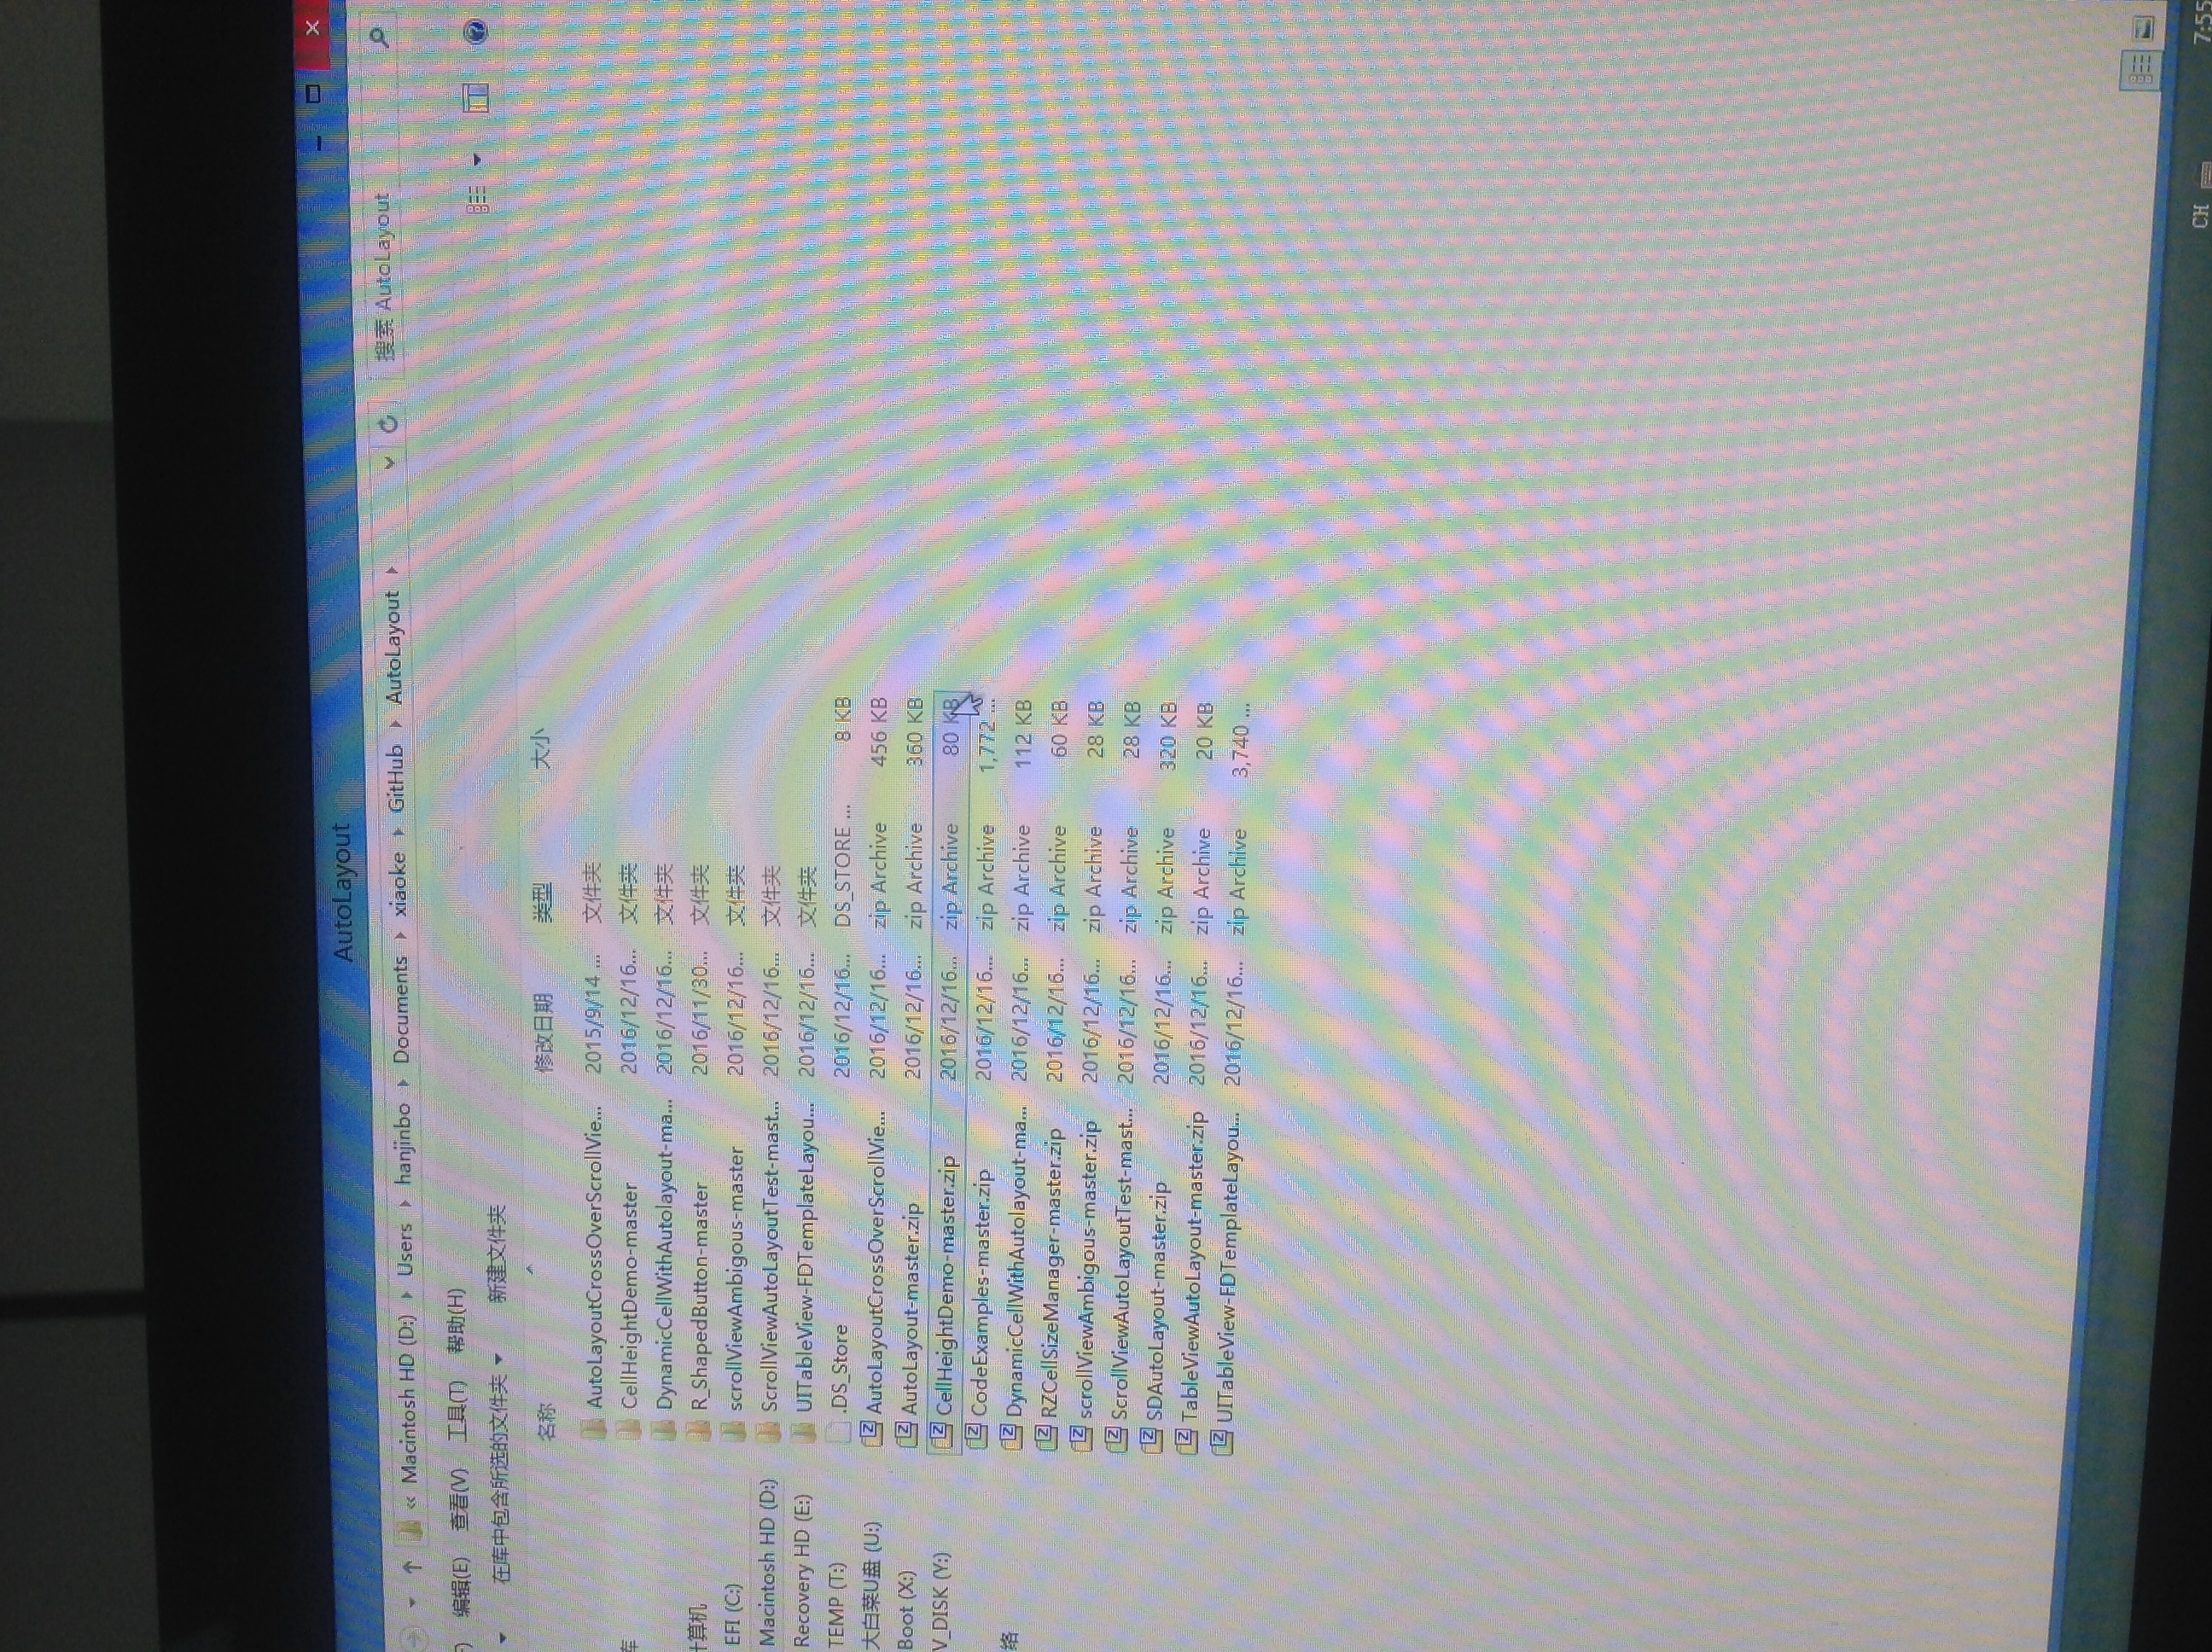 AutoLayout
« Macintosh HD (D:) Users hanjinbo Documents xiaoke GitHub AutoLayout 搜索 AutoLayout
编辑(E) 查看(V) 工具(T) 帮助(H)
在库中包含所选的文件夹 新建文件夹
名称 修改日期 类型 大小
AutoLayoutCrossOverScrollVie... 2015/9/14 ... 文件夹
库 CellHeightDemo-master 2016/12/16... 文件夹
DynamicCellWithAutolayout-ma... 2016/12/16... 文件夹
计算机 R_ShapedButton-master 2016/11/30... 文件夹
EFI (C:) scrollViewAmbigous-master 2016/12/16... 文件夹
Macintosh HD (D:) ScrollViewAutoLayoutTest-mast... 2016/12/16... 文件夹
Recovery HD (E:) UITableView-FDTemplateLayou... 2016/12/16... 文件夹
TEMP (T:) .DS_Store 2016/12/16... DS_STORE ... 8 KB
大白菜U盘 (U:) AutoLayoutCrossOverScrollVie... 2016/12/16... zip Archive 456 KB
Boot (X:) AutoLayout-master.zip 2016/12/16... zip Archive 360 KB
V_DISK (Y:) CellHeightDemo-master.zip 2016/12/16... zip Archive 80 KB
CodeExamples-master.zip 2016/12/16... zip Archive 1,772 ...
络 DynamicCellWithAutolayout-ma... 2016/12/16... zip Archive 112 KB
RZCellSizeManager-master.zip 2016/12/16... zip Archive 60 KB
scrollViewAmbigous-master.zip 2016/12/16... zip Archive 28 KB
ScrollViewAutoLayoutTest-mast... 2016/12/16... zip Archive 28 KB
SDAutoLayout-master.zip 2016/12/16... zip Archive 320 KB
TableViewAutoLayout-master.zip 2016/12/16... zip Archive 20 KB
UITableView-FDTemplateLayou... 2016/12/16... zip Archive 3,740 ...
CH